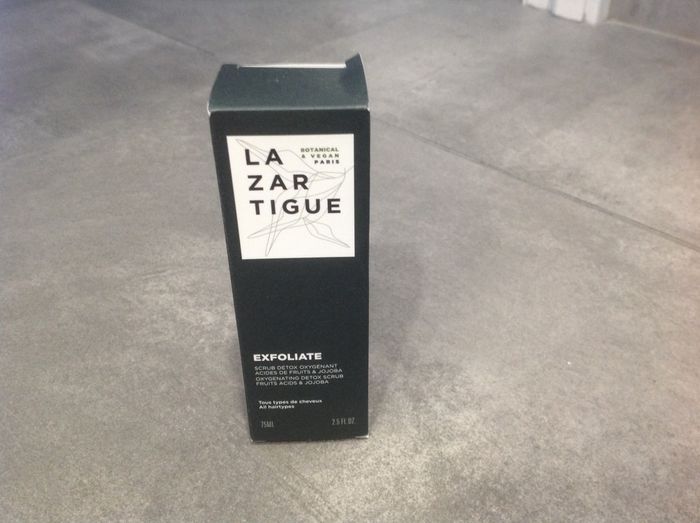 LA
ZAR
TIGUE
BOTANICAL
& VEGAN
PARIS
EXFOLIATE
SCRUB DETOX OXYGÉNANT
ACIDES DE FRUITS & JOJOBA
OXYGENATING DETOX SCRUB
FRUITS ACIDS & JOJOBA
Tous types de cheveux
All hairtypes
75ML 2.5 FL.OZ.